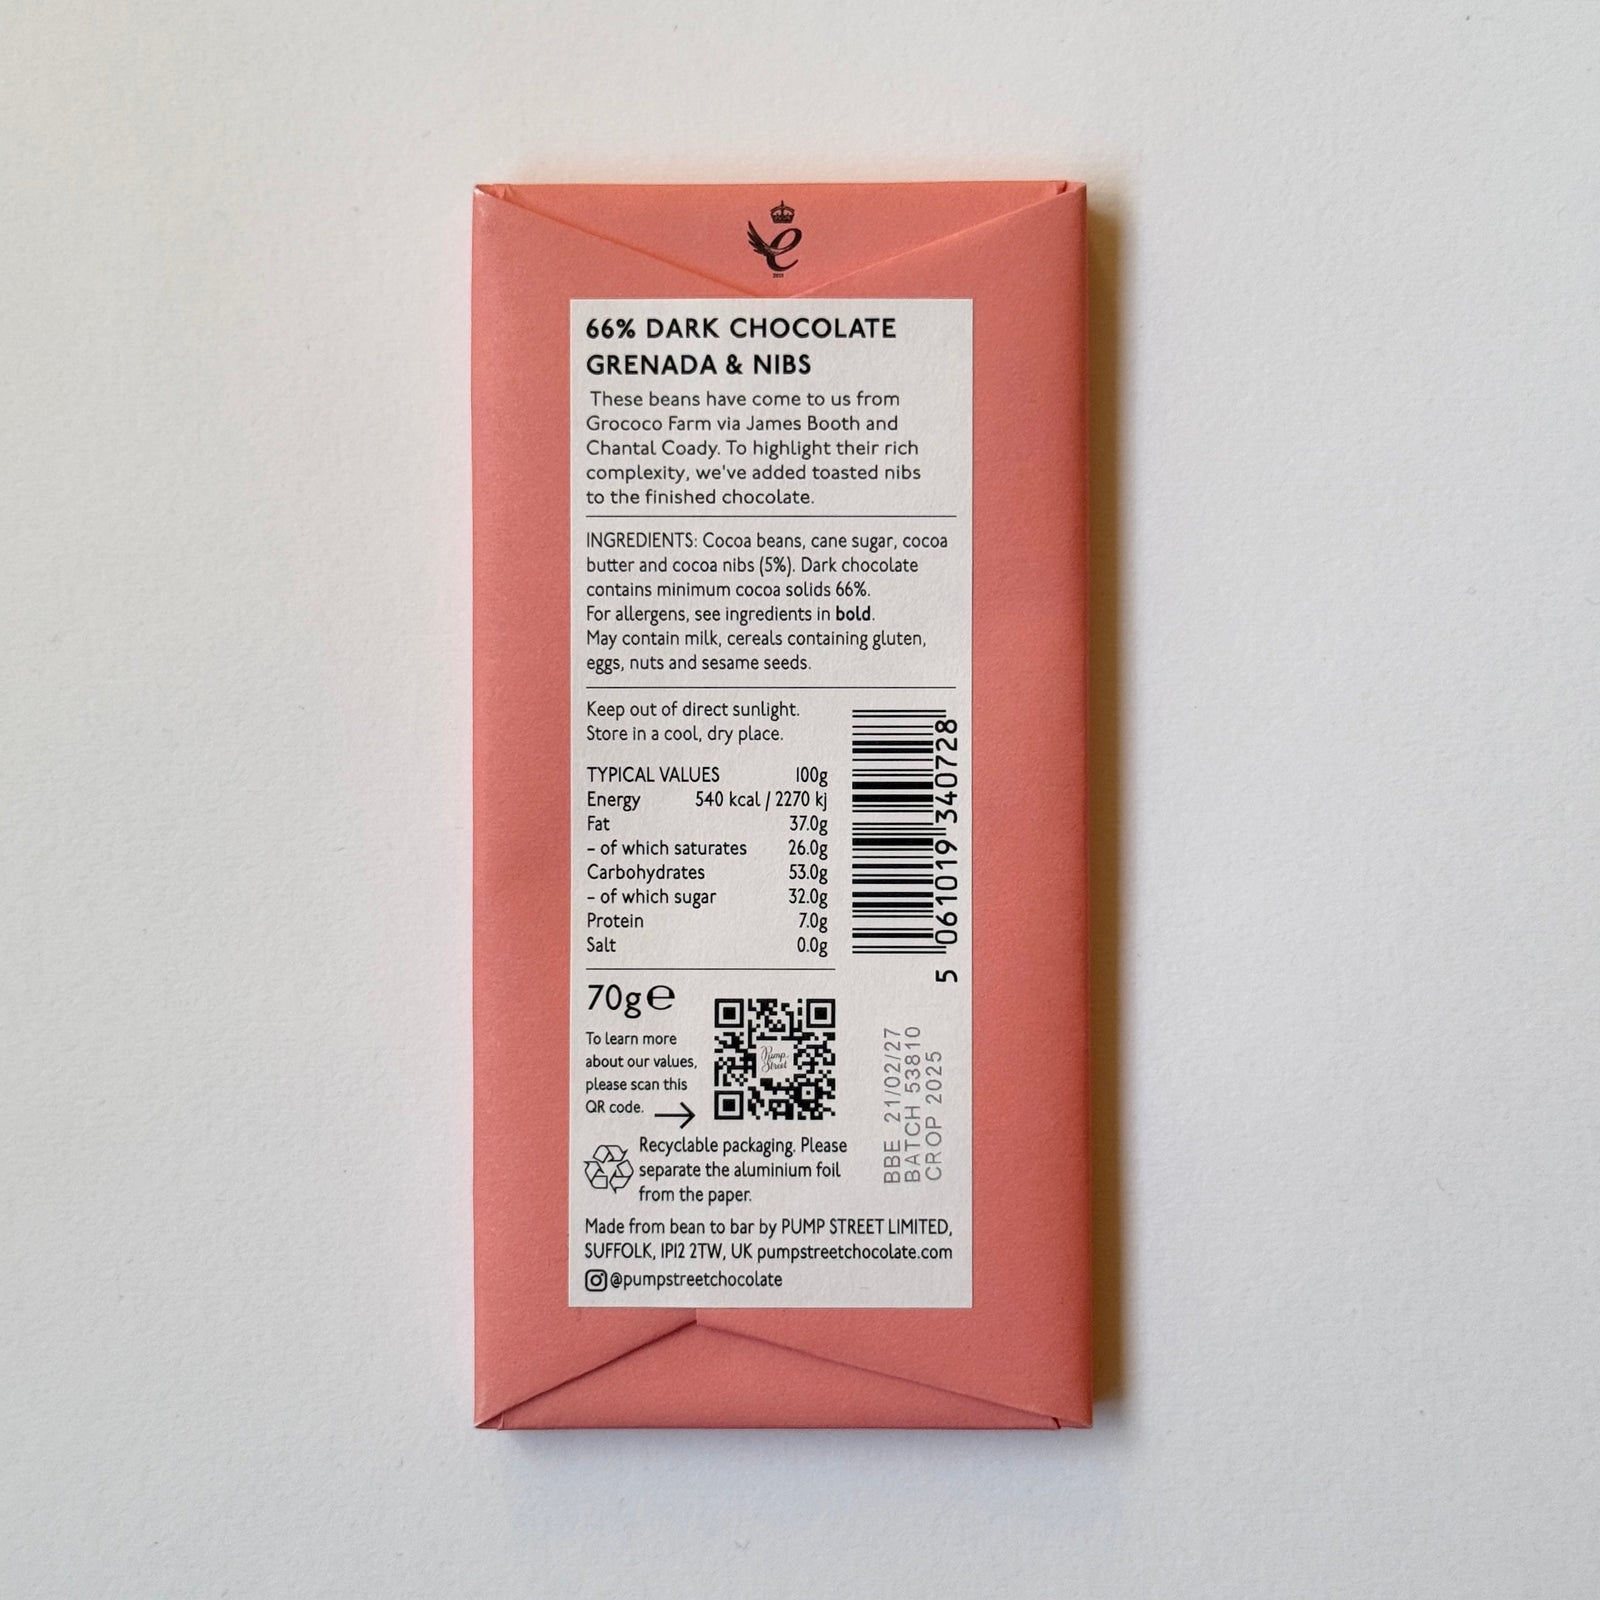 2021
66% DARK CHOCOLATE
GRENADA & NIBS
These beans have come to us from
Grococo Farm via James Booth and
Chantal Coady. To highlight their rich
complexity, we've added toasted nibs
to the finished chocolate.
INGREDIENTS: Cocoa beans, cane sugar, cocoa
butter and cocoa nibs (5%). Dark chocolate
contains minimum cocoa solids 66%.
For allergens, see ingredients in bold.
May contain milk, cereals containing gluten,
eggs, nuts and sesame seeds.
Keep out of direct sunlight.
Store in a cool, dry place.
TYPICAL VALUES 100g
Energy 540 kcal / 2270 kj
Fat 37.0g
– of which saturates 26.0g
Carbohydrates 53.0g
– of which sugar 32.0g
Protein 7.0g
Salt 0.0g
5 061019 340728
70g℮
To learn more
about our values,
please scan this
QR code.
Pump
Street
BBE 21/02/27
BATCH 53810
CROP 2025
Recyclable packaging. Please
separate the aluminium foil
from the paper.
Made from bean to bar by PUMP STREET LIMITED,
SUFFOLK, IP12 2TW, UK pumpstreetchocolate.com
@pumpstreetchocolate